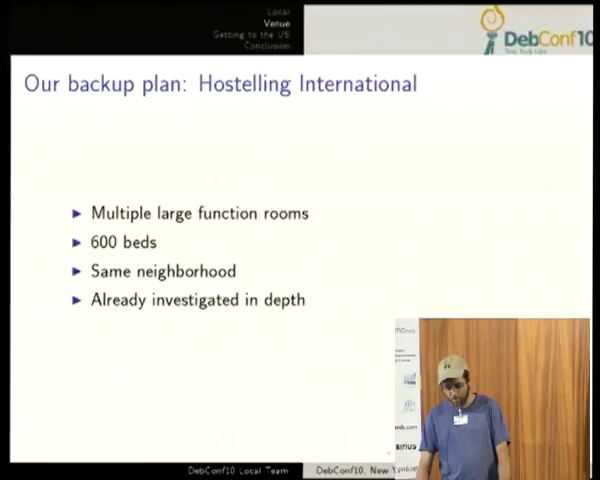 Local
Venue
Getting to the US
Conclusion
DebConf10
New York City
Our backup plan: Hostelling International
Multiple large function rooms
600 beds
Same neighborhood
Already investigated in depth
sirius
DebConf10 Local Team
DebConf10, New